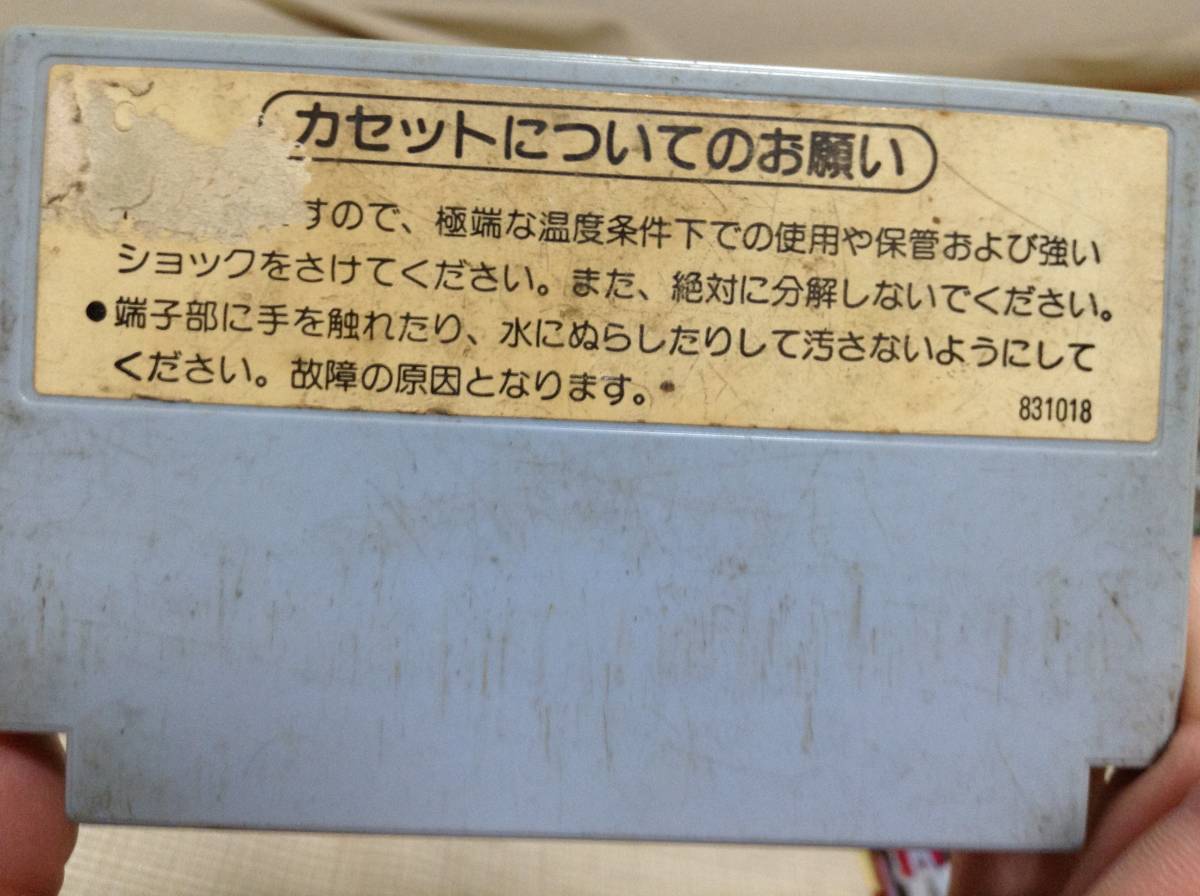 カセットについてのお願い
すので、極端な温度条件下での使用や保管および強い
ショックをさけてください。また、絶対に分解しないでください。
●端子部に手を触れたり、水にぬらしたりして汚さないようにして
ください。故障の原因となります。
831018